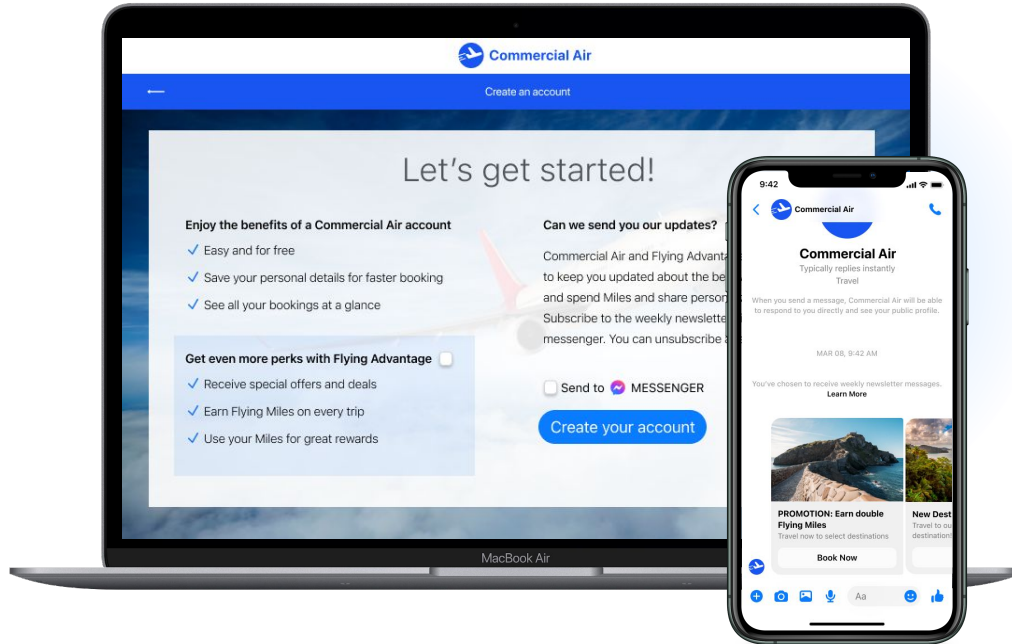 Commercial Air
Create an account
Let's get started!
Enjoy the benefits of a Commercial Air account
Easy and for free
Save your personal details for faster booking
See all your bookings at a glance
Get even more perks with Flying Advantage
Receive special offers and deals
Earn Flying Miles on every trip
Use your Miles for great rewards
Can we send you our updates?
Commercial Air and Flying Advanta
to keep you updated about the be
and spend Miles and share person
Subscribe to the weekly newslette
messenger. You can unsubscribe
Send to MESSENGER
Create your account
MacBook Air
9:42
Commercial Air
Commercial Air
Typically replies instantly
Travel
When you send a message, Commercial Air will be able
to respond to you directly and see your public profile.
MAR 08, 9:42 AM
You've chosen to receive weekly newsletter messages.
Learn More
PROMOTION: Earn double
Flying Miles
Travel now to select destinations
Book Now
New Dest
Travel to ou
destination
Aa